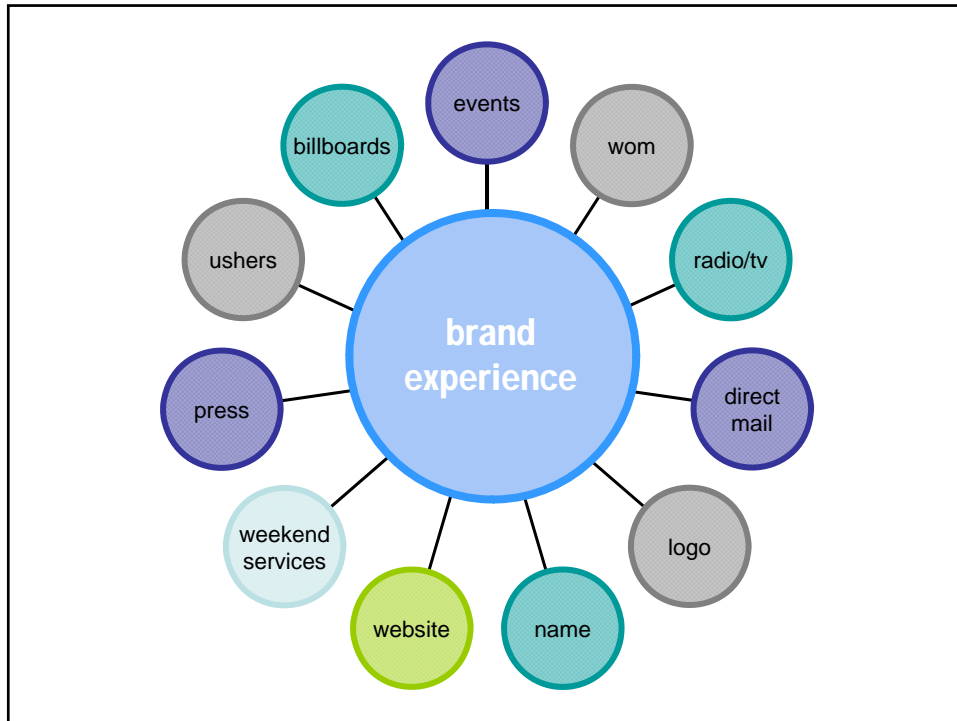 events
billboards
wom
ushers
radio/tv
brand
experience
press
direct
mail
weekend
services
logo
website
name